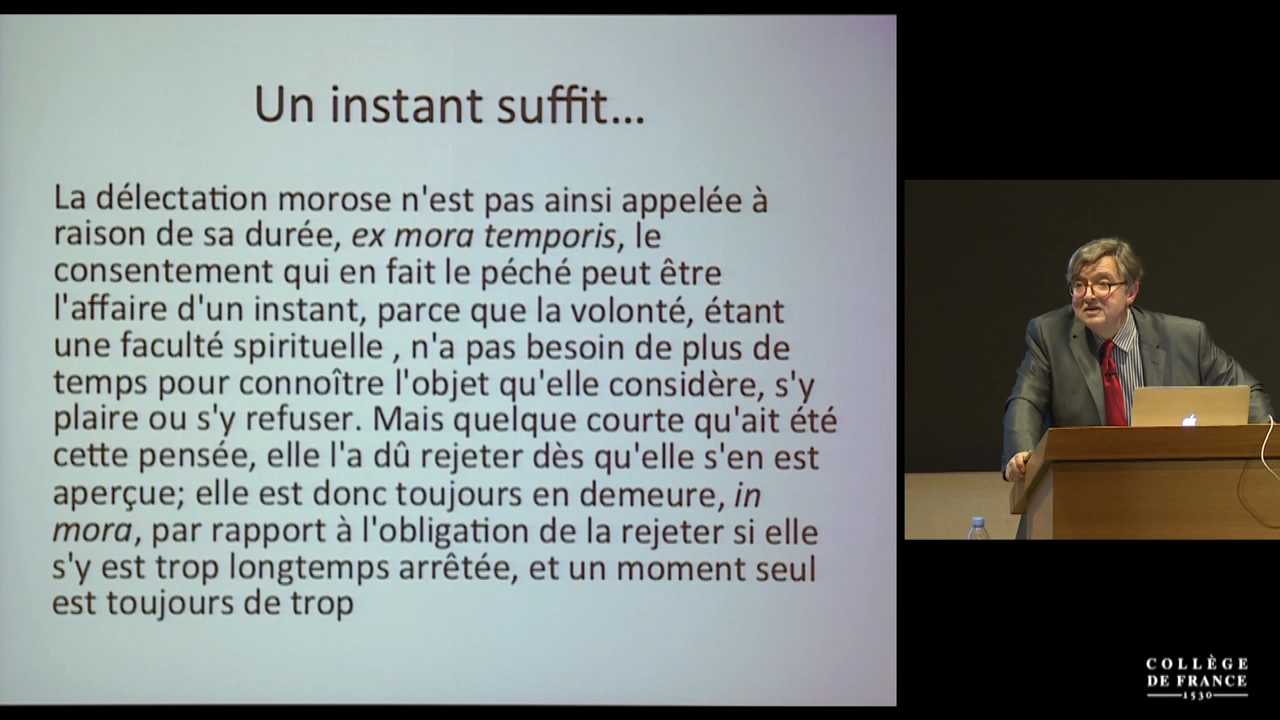 Un instant suffit...
La délectation morose n'est pas ainsi appelée à
raison de sa durée, ex mora temporis, le
consentement qui en fait le péché peut être
l'affaire d'un instant, parce que la volonté, étant
une faculté spirituelle , n'a pas besoin de plus de
temps pour connoître l'objet qu'elle considère, s'y
plaire ou s'y refuser. Mais quelque courte qu'ait été
cette pensée, elle l'a dû rejeter dès qu'elle s'en est
aperçue; elle est donc toujours en demeure, in
mora, par rapport à l'obligation de la rejeter si elle
s'y est trop longtemps arrêtée, et un moment seul
est toujours de trop
COLLÈGE
DE FRANCE
1530